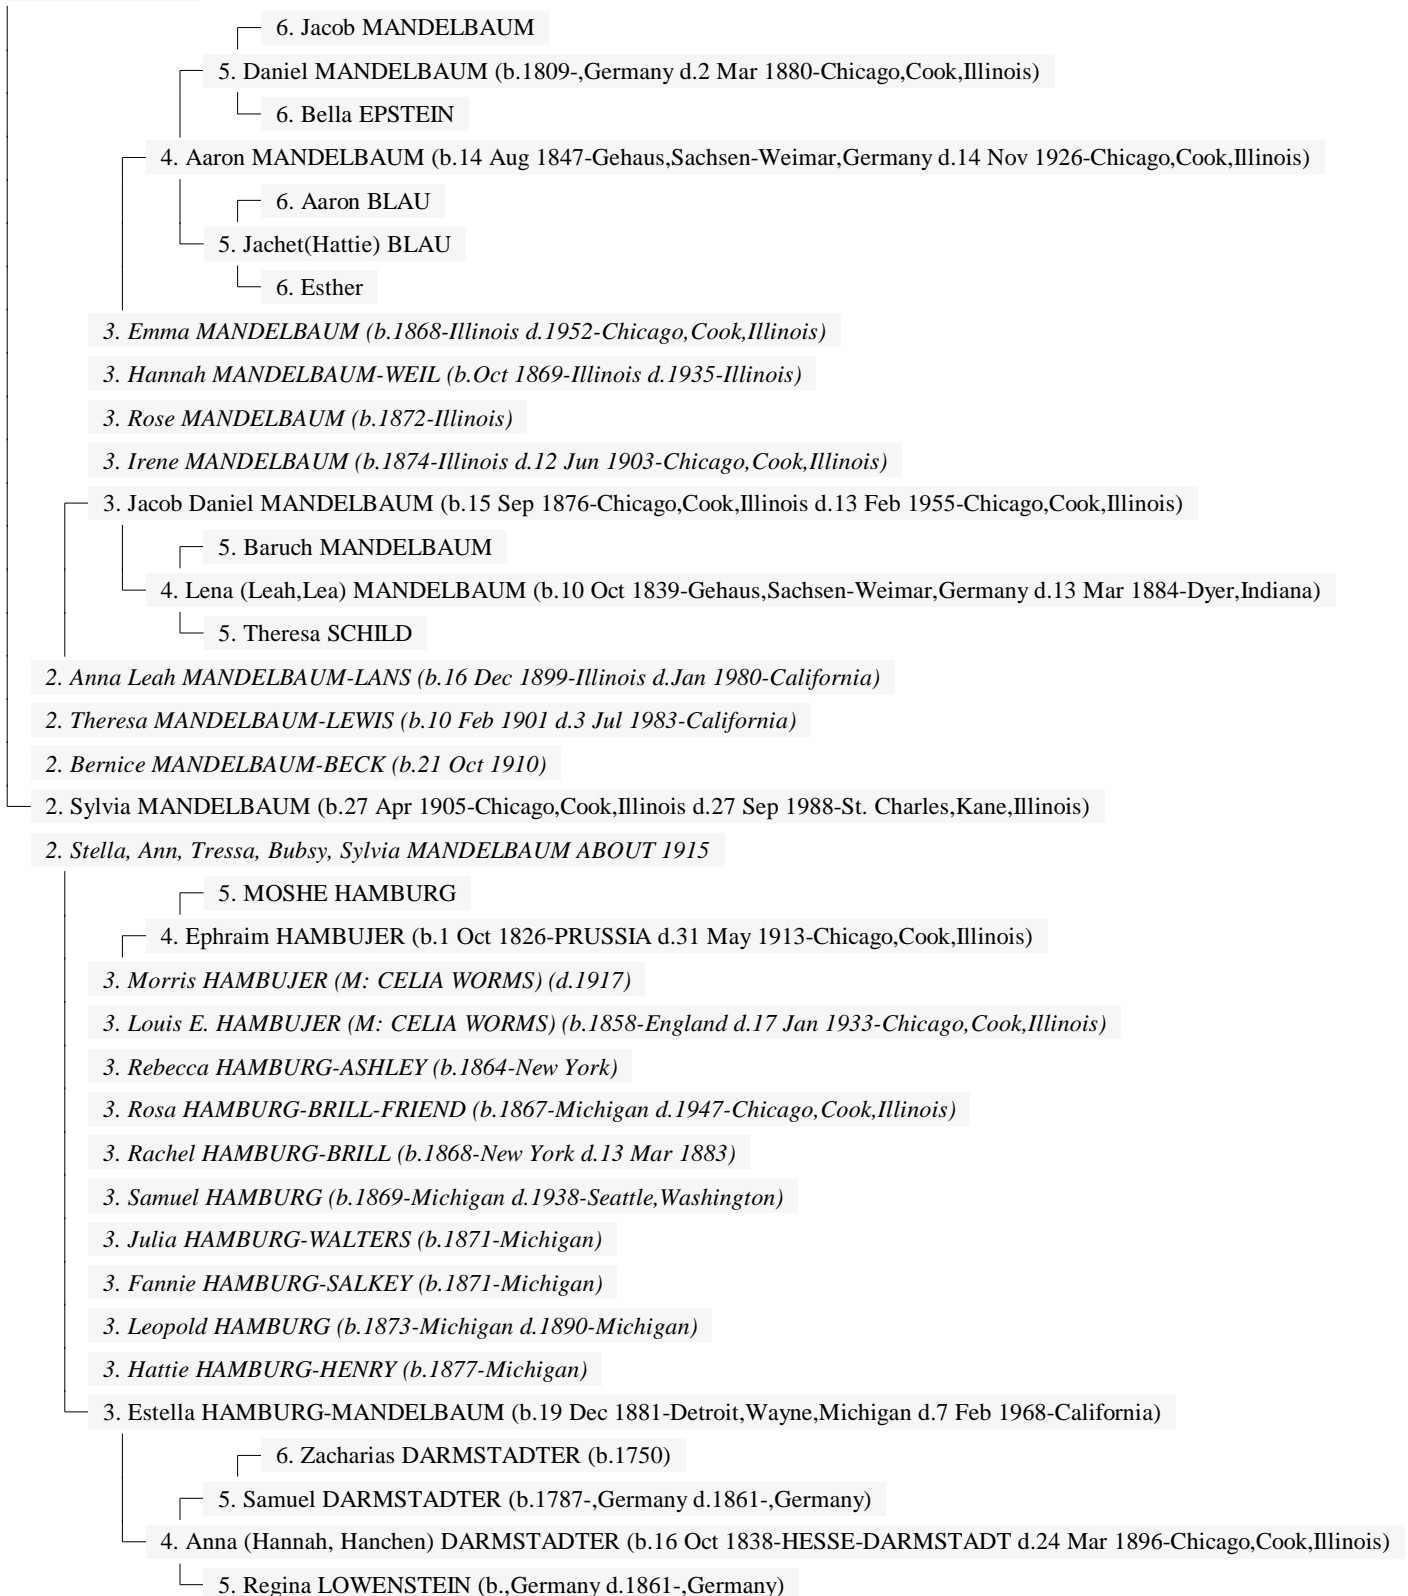 6. Jacob MANDELBAUM
5. Daniel MANDELBAUM (b.1809-,Germany d.2 Mar 1880-Chicago,Cook,Illinois)
6. Bella EPSTEIN
4. Aaron MANDELBAUM (b.14 Aug 1847-Gehaus,Sachsen-Weimar,Germany d.14 Nov 1926-Chicago,Cook,Illinois)
6. Aaron BLAU
5. Jachet(Hattie) BLAU
6. Esther
3. Emma MANDELBAUM (b.1868-Illinois d.1952-Chicago,Cook,Illinois)
3. Hannah MANDELBAUM-WEIL (b.Oct 1869-Illinois d.1935-Illinois)
3. Rose MANDELBAUM (b.1872-Illinois)
3. Irene MANDELBAUM (b.1874-Illinois d.12 Jun 1903-Chicago,Cook,Illinois)
3. Jacob Daniel MANDELBAUM (b.15 Sep 1876-Chicago,Cook,Illinois d.13 Feb 1955-Chicago,Cook,Illinois)
5. Baruch MANDELBAUM
4. Lena (Leah,Lea) MANDELBAUM (b.10 Oct 1839-Gehaus,Sachsen-Weimar,Germany d.13 Mar 1884-Dyer,Indiana)
5. Theresa SCHILD
2. Anna Leah MANDELBAUM-LANS (b.16 Dec 1899-Illinois d.Jan 1980-California)
2. Theresa MANDELBAUM-LEWIS (b.10 Feb 1901 d.3 Jul 1983-California)
2. Bernice MANDELBAUM-BECK (b.21 Oct 1910)
2. Sylvia MANDELBAUM (b.27 Apr 1905-Chicago,Cook,Illinois d.27 Sep 1988-St. Charles,Kane,Illinois)
2. Stella, Ann, Tressa, Bubsy, Sylvia MANDELBAUM ABOUT 1915
5. MOSHE HAMBURG
4. Ephraim HAMBUJER (b.1 Oct 1826-PRUSSIA d.31 May 1913-Chicago,Cook,Illinois)
3. Morris HAMBUJER (M: CELIA WORMS) (d.1917)
3. Louis E. HAMBUJER (M: CELIA WORMS) (b.1858-England d.17 Jan 1933-Chicago,Cook,Illinois)
3. Rebecca HAMBURG-ASHLEY (b.1864-New York)
3. Rosa HAMBURG-BRILL-FRIEND (b.1867-Michigan d.1947-Chicago,Cook,Illinois)
3. Rachel HAMBURG-BRILL (b.1868-New York d.13 Mar 1883)
3. Samuel HAMBURG (b.1869-Michigan d.1938-Seattle,Washington)
3. Julia HAMBURG-WALTERS (b.1871-Michigan)
3. Fannie HAMBURG-SALKEY (b.1871-Michigan)
3. Leopold HAMBURG (b.1873-Michigan d.1890-Michigan)
3. Hattie HAMBURG-HENRY (b.1877-Michigan)
3. Estella HAMBURG-MANDELBAUM (b.19 Dec 1881-Detroit,Wayne,Michigan d.7 Feb 1968-California)
6. Zacharias DARMSTADTER (b.1750)
5. Samuel DARMSTADTER (b.1787-,Germany d.1861-,Germany)
4. Anna (Hannah, Hanchen) DARMSTADTER (b.16 Oct 1838-HESSE-DARMSTADT d.24 Mar 1896-Chicago,Cook,Illinois)
5. Regina LOWENSTEIN (b.,Germany d.1861-,Germany)